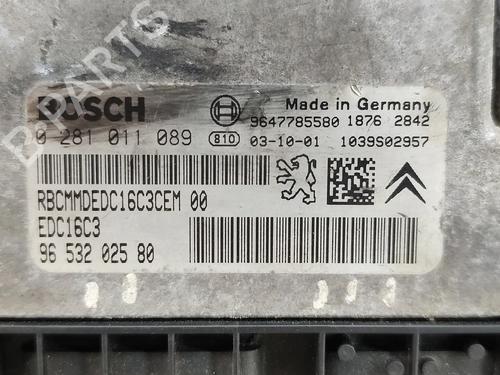 B-PARTS
BOSCH
Made in Germany
0 281 011 089
810
9647785580 1876 2842
03-10-01 1039S02957
RBCMMDEDC16C3CEM 00
EDC16C3
96 532 025 80